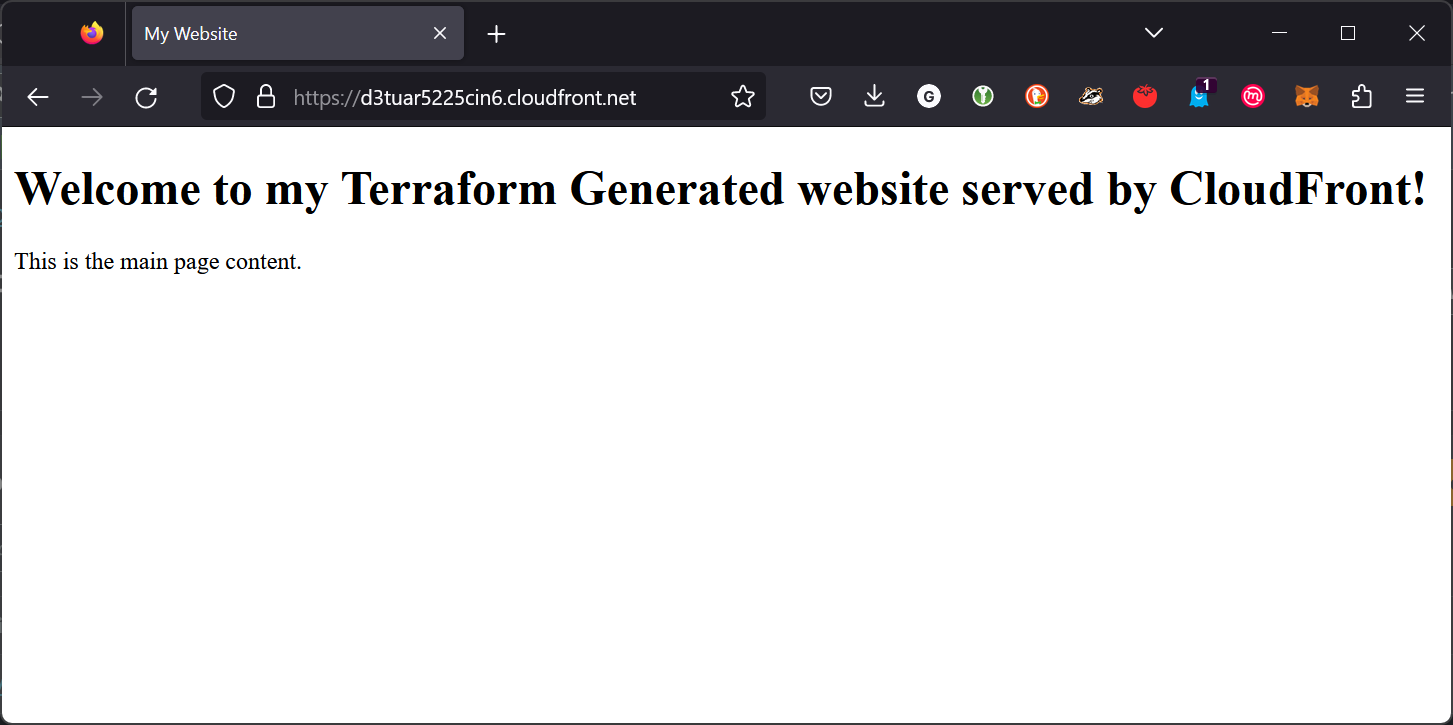 My Website
https://d3tuar5225cin6.cloudfront.net
G
1
Welcome to my Terraform Generated website served by CloudFront!
This is the main page content.